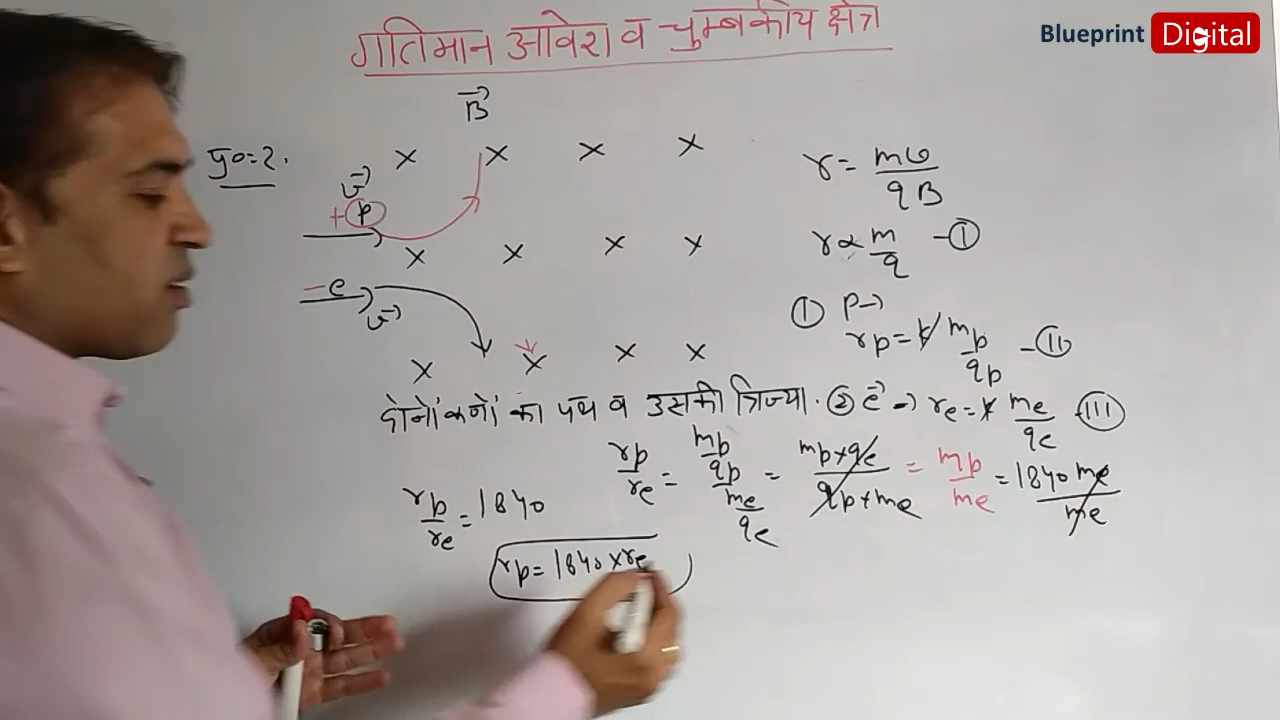 Blueprint Digital
गतिमान आवेश व चुम्बकीय क्षेत्र
B⃗
प्र०=2.
× × × ×
v⃗
+ p
× × × ×
- e
v⃗
× × × ×
दोनों कणों का पथ व उसकी त्रिज्या.
r = mv / qB
r ∝ m / q -Ⅰ
Ⅰ P→
rp = k mp / qp -Ⅱ
② e⃗ → re = k me / qe -Ⅲ
rp / re = (mp / qp) / (me / qe) = mp × qe / qp × me = mp / me = 1840 me / me
rp / re = 1840
rp = 1840 × re